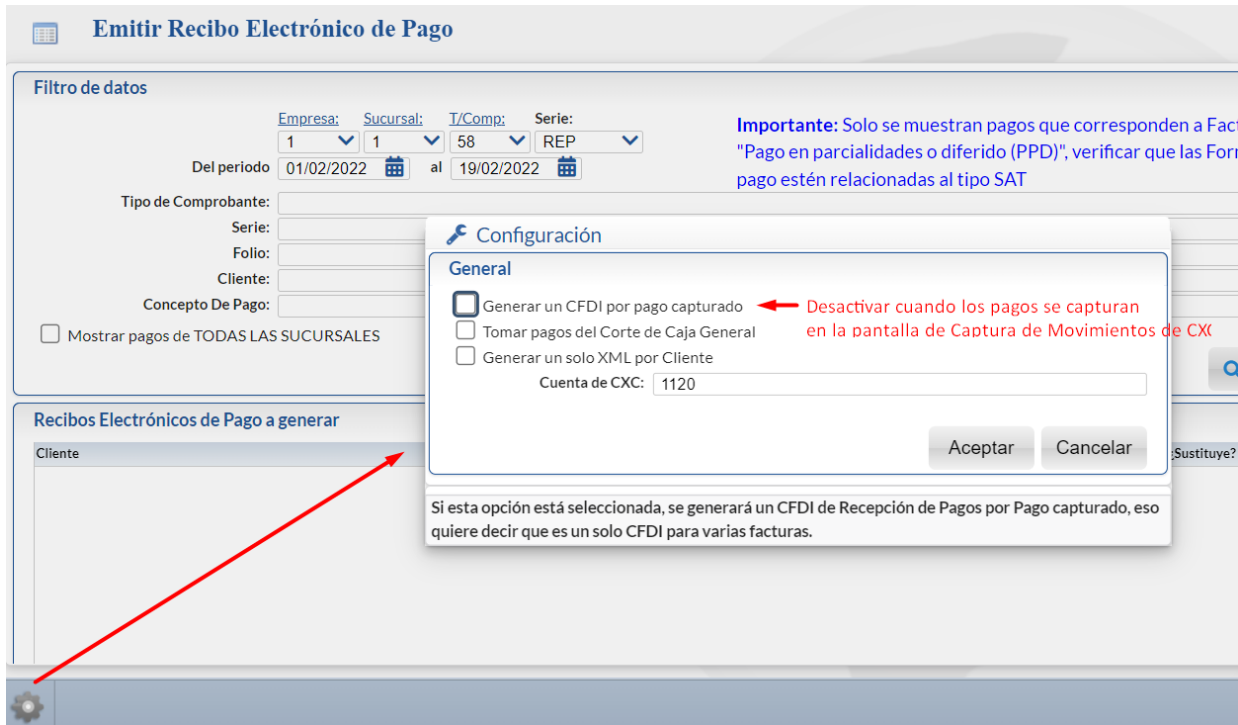 Emitir Recibo Electrónico de Pago
Filtro de datos
Empresa: Sucursal: T/Comp: Serie:
1 1 58 REP
Del periodo 01/02/2022 al 19/02/2022
Importante: Solo se muestran pagos que corresponden a Fact
"Pago en parcialidades o diferido (PPD)", verificar que las Forr
pago estén relacionadas al tipo SAT
Tipo de Comprobante:
Serie:
Folio:
Cliente:
Concepto De Pago:
Mostrar pagos de TODAS LAS SUCURSALES
Configuración
General
Generar un CFDI por pago capturado
Desactivar cuando los pagos se capturan
en la pantalla de Captura de Movimientos de CXC
Tomar pagos del Corte de Caja General
Generar un solo XML por Cliente
Cuenta de CXC: 1120
Aceptar Cancelar
Si esta opción está seleccionada, se generará un CFDI de Recepción de Pagos por Pago capturado, eso
quiere decir que es un solo CFDI para varias facturas.
Recibos Electrónicos de Pago a generar
Cliente ¿Sustituye?